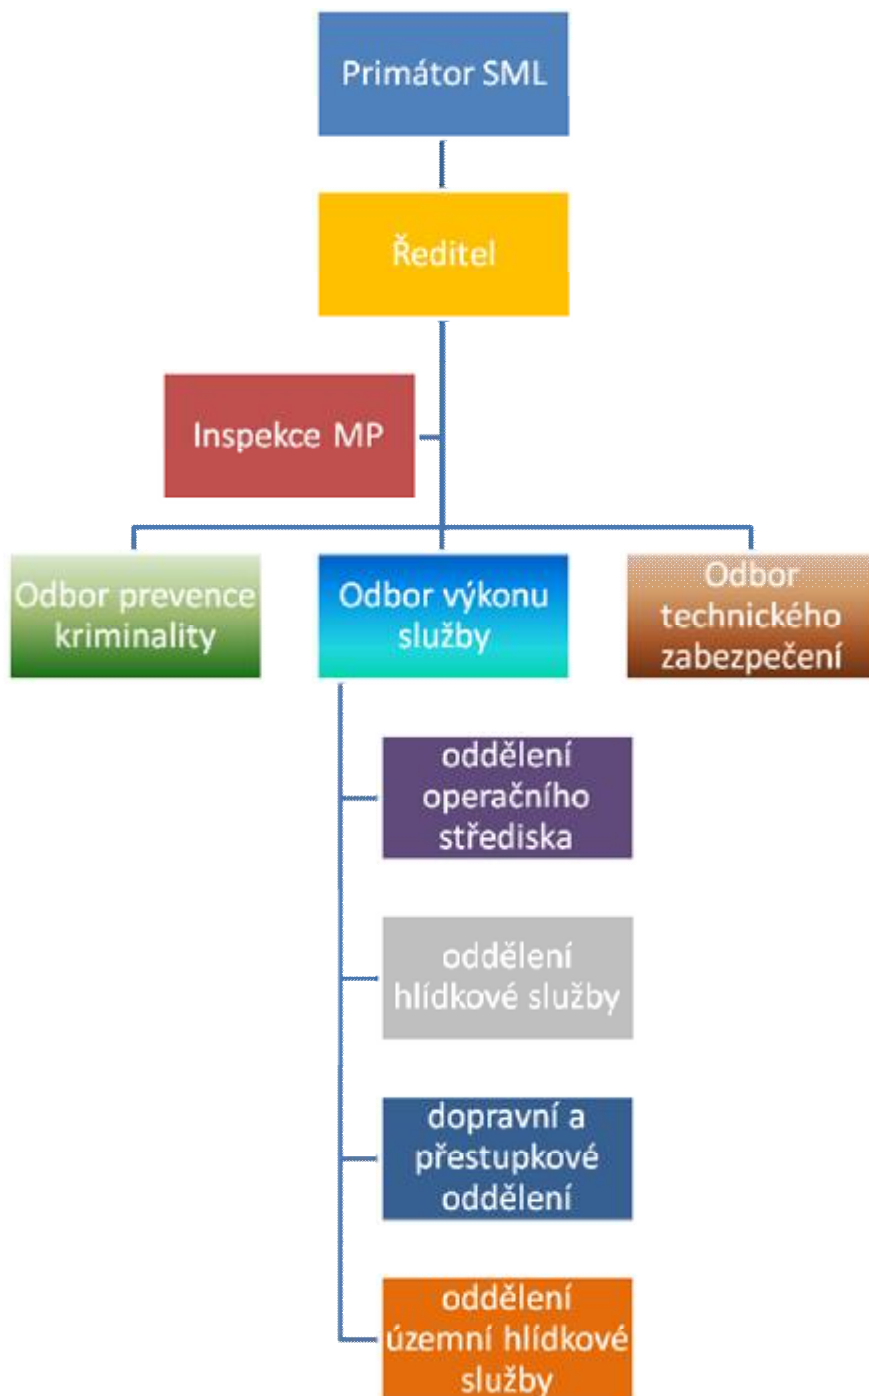 Primátor SML
Ředitel
Inspekce MP
Odbor prevence
kriminality
Odbor výkonu
služby
Odbor
technického
zabezpečení
oddělení
operačního
střediska
oddělení
hlídkové služby
dopravní a
přestupkové
oddělení
oddělení
územní hlídkové
služby